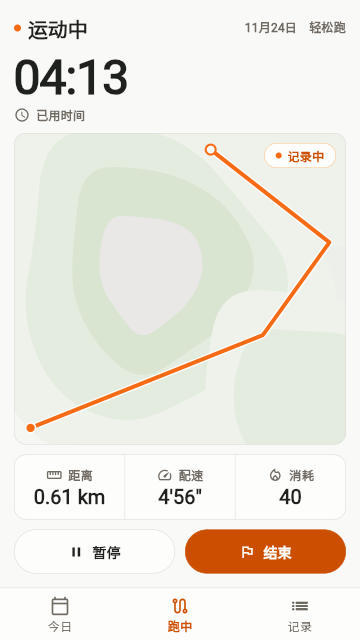 运动中
11月24日 轻松跑
04:13
已用时间
记录中
距离 配速 消耗
0.61 km 4'56" 40
暂停 结束
今日 跑中 记录